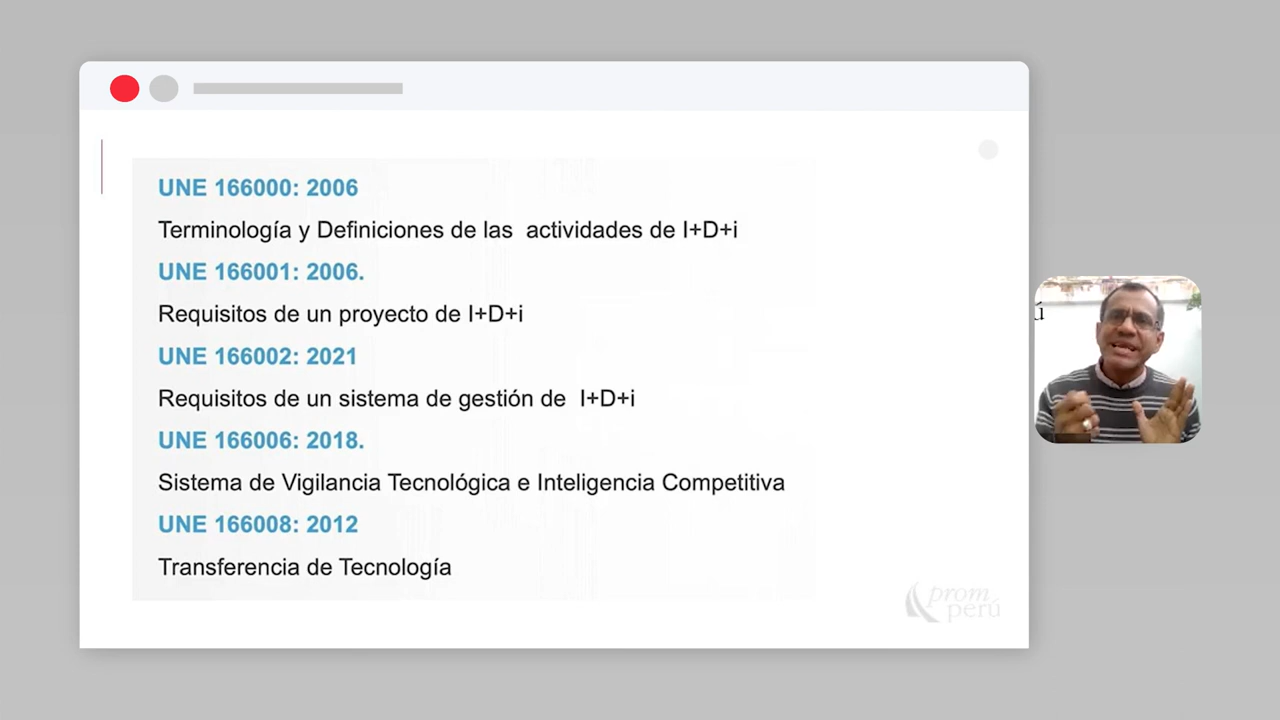 UNE 166000: 2006
Terminología y Definiciones de las actividades de I+D+i
UNE 166001: 2006.
Requisitos de un proyecto de I+D+i
UNE 166002: 2021
Requisitos de un sistema de gestión de I+D+i
UNE 166006: 2018.
Sistema de Vigilancia Tecnológica e Inteligencia Competitiva
UNE 166008: 2012
Transferencia de Tecnología
prom
perú
ú